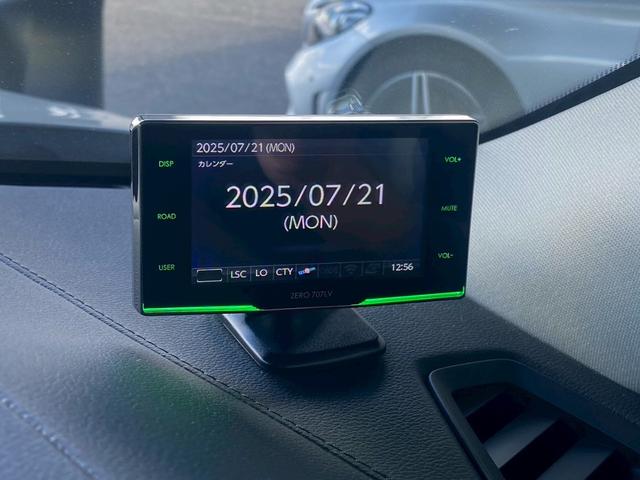 2025/07/21 (MON)
カレンダー
2025/07/21
(MON)
DISP
ROAD
USER
VOL+
MUTE
VOL-
LSC LO CTY
12:56
ZERO 707LV